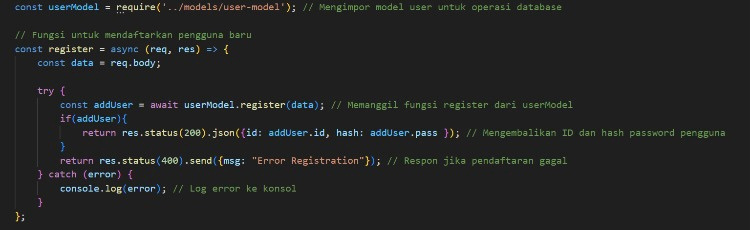 const userModel = require('../models/user-model'); // Mengimpor model user untuk operasi database
// Fungsi untuk mendaftarkan pengguna baru
const register = async (req, res) => {
const data = req.body;
try {
const addUser = await userModel.register(data); // Memanggil fungsi register dari userModel
if(addUser){
return res.status(200).json({id: addUser.id, hash: addUser.pass }); // Mengembalikan ID dan hash password pengguna
}
return res.status(400).send({msg: "Error Registration"}); // Respon jika pendaftaran gagal
} catch (error) {
console.log(error); // Log error ke konsol
}
};